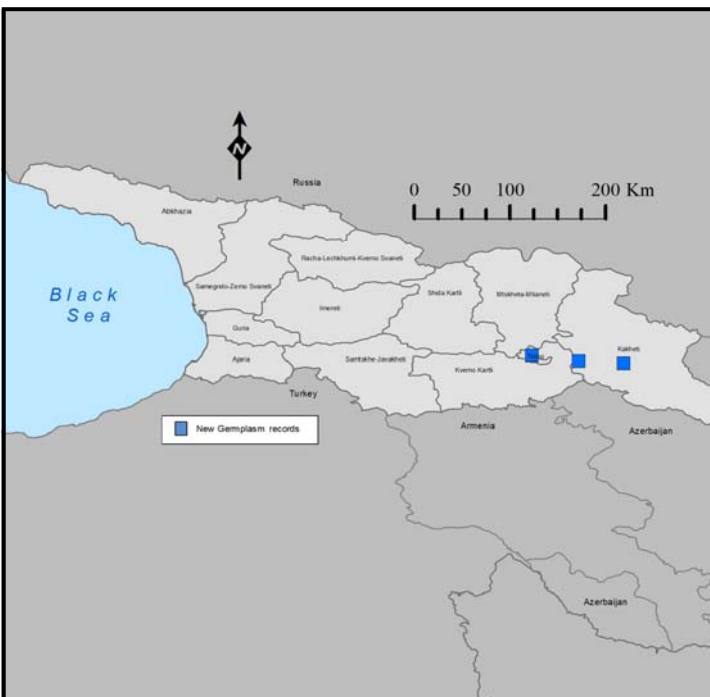 N
Russia
0 50 100 200 Km
Abkhazia
Racha-Lechkhumi-Kvemo Svaneti
Samegrelo-Zemo Svaneti
Shida Kartli
Mtskheta-Mtianeti
Black
Sea
Imereti
Guria
Kakheti
Ajaria
Samtskhe-Javakheti
Kvemo Kartli
Turkey
New Germplasm records
Armenia
Azerbaijan
Azerbaijan